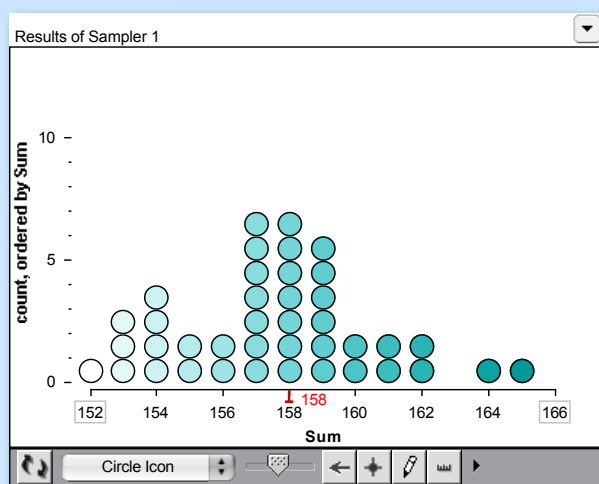 Results of Sampler 1
10
5
0
count, ordered by Sum
152 154 156 158 160 162 164 166
158
Sum
Circle Icon